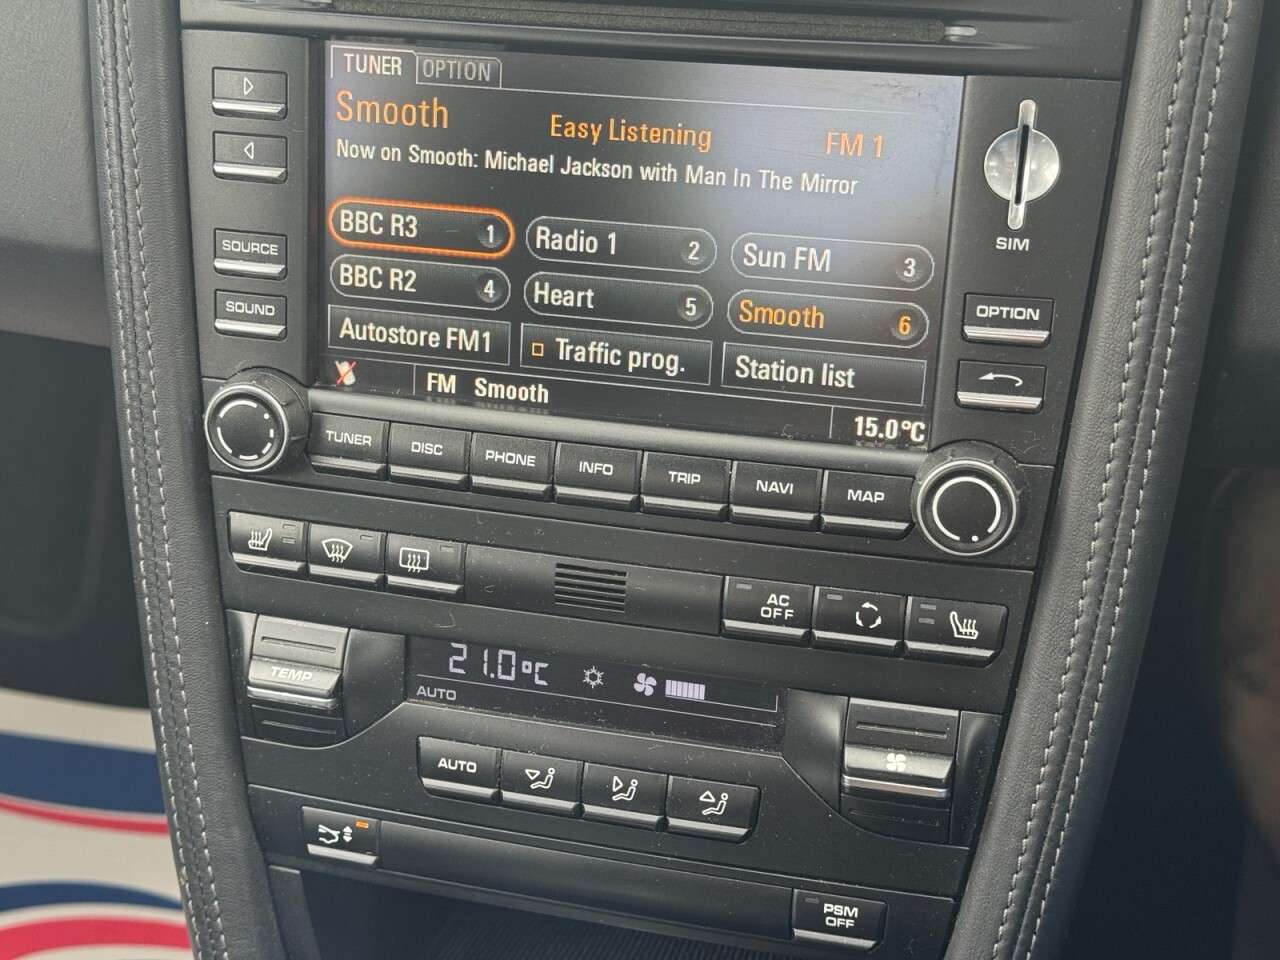 TUNER OPTION
Smooth Easy Listening FM 1
Now on Smooth: Michael Jackson with Man In The Mirror
BBC R3 1 Radio 1 2 Sun FM 3
BBC R2 4 Heart 5 Smooth 6
Autostore FM1 Traffic prog. Station list
FM Smooth 15.0°C
SOURCE
SOUND
SIM
OPTION
TUNER DISC PHONE INFO TRIP NAVI MAP
AC
OFF
TEMP
21.0°C
AUTO
AUTO
PSM
OFF